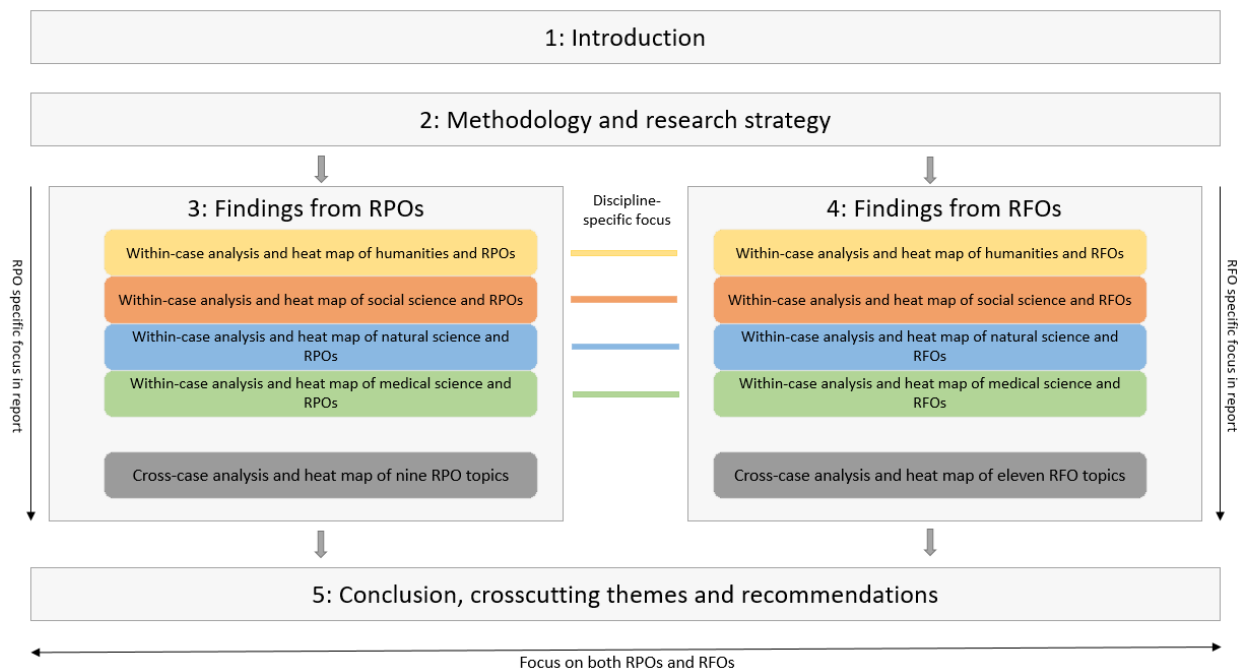 1: Introduction
2: Methodology and research strategy
RPO specific focus in report
3: Findings from RPOs
Within-case analysis and heat map of humanities and RPOs
Within-case analysis and heat map of social science and RPOs
Within-case analysis and heat map of natural science and
RPOs
Within-case analysis and heat map of medical science and
RPOs
Cross-case analysis and heat map of nine RPO topics
Discipline-
specific focus
4: Findings from RFOs
Within-case analysis and heat map of humanities and RFOs
Within-case analysis and heat map of social science and RFOs
Within-case analysis and heat map of natural science and
RFOs
Within-case analysis and heat map of medical science and
RFOs
Cross-case analysis and heat map of eleven RFO topics
RFO specific focus in report
5: Conclusion, crosscutting themes and recommendations
Focus on both RPOs and RFOs